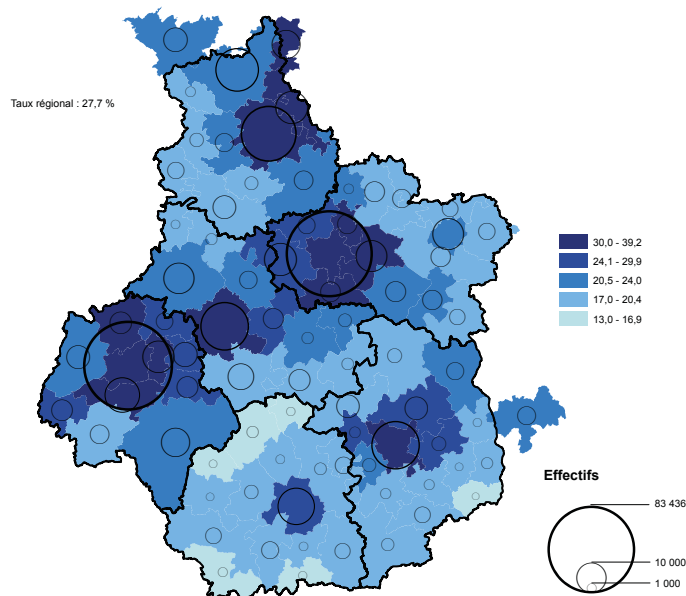 Taux régional : 27,7 %
30,0 - 39,2
24,1 - 29,9
20,5 - 24,0
17,0 - 20,4
13,0 - 16,9
Effectifs
83 436
10 000
1 000